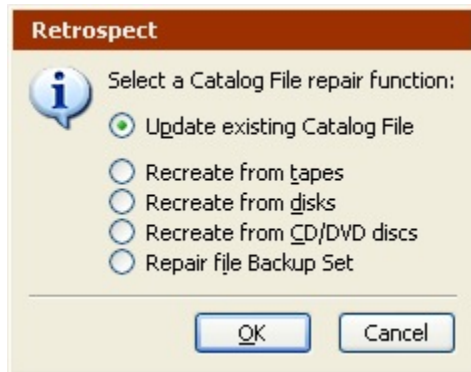 Retrospect
Select a Catalog File repair function:
Update existing Catalog File
Recreate from tapes
Recreate from disks
Recreate from CD/DVD discs
Repair file Backup Set
OK
Cancel